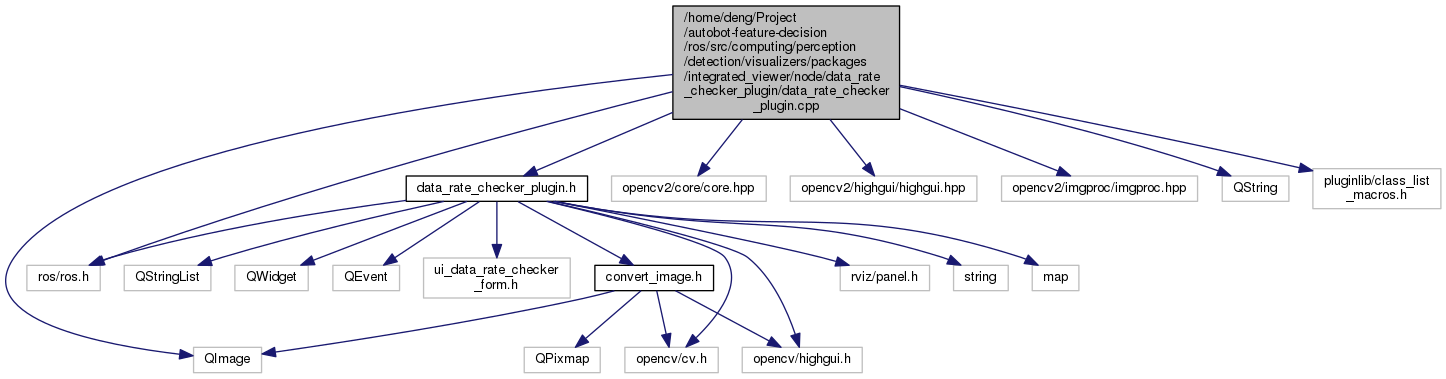 /home/deng/Project
/autobot-feature-decision
/ros/src/computing/perception
/detection/visualizers/packages
/integrated_viewer/node/data_rate
_checker_plugin/data_rate_checker
_plugin.cpp
data_rate_checker_plugin.h
opencv2/core/core.hpp
opencv2/highgui/highgui.hpp
opencv2/imgproc/imgproc.hpp
QString
pluginlib/class_list
_macros.h
ros/ros.h
QStringList
QWidget
QEvent
ui_data_rate_checker
_form.h
convert_image.h
rviz/panel.h
string
map
QImage
QPixmap
opencv/cv.h
opencv/highgui.h